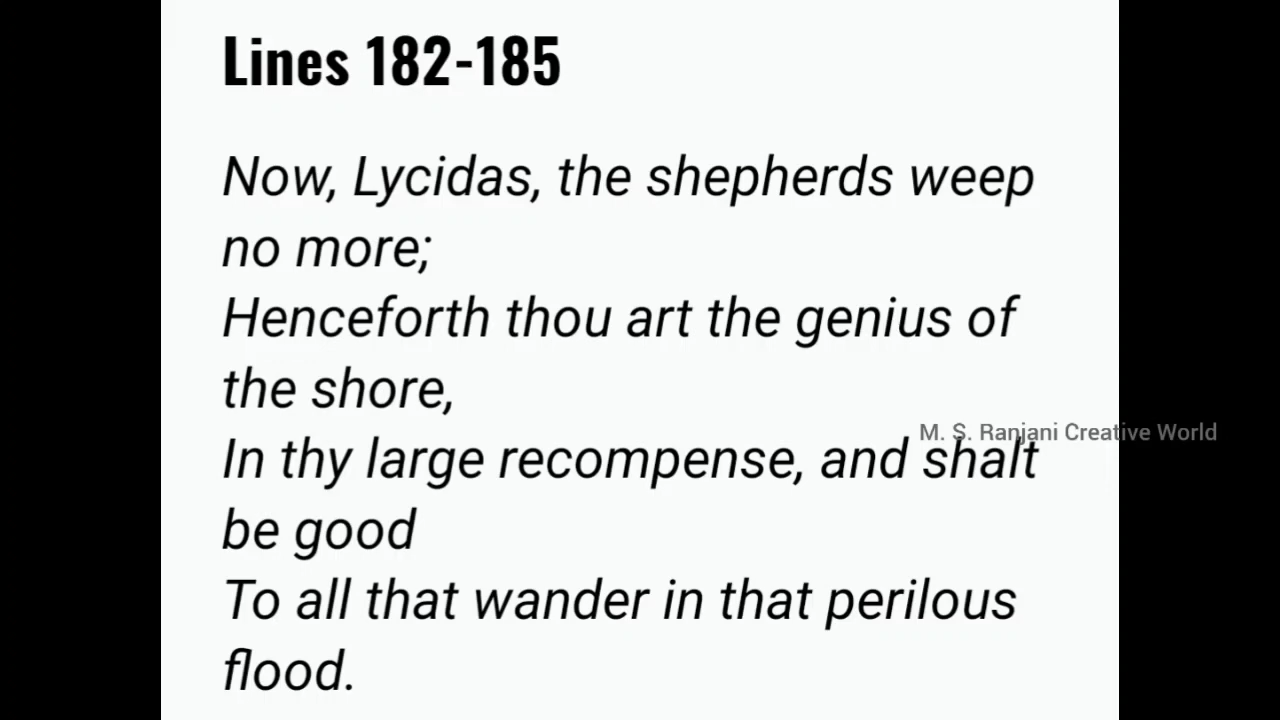 Lines 182-185
Now, Lycidas, the shepherds weep
no more;
Henceforth thou art the genius of
the shore,
M. S. Ranjani Creative World
In thy large recompense, and shalt
be good
To all that wander in that perilous
flood.